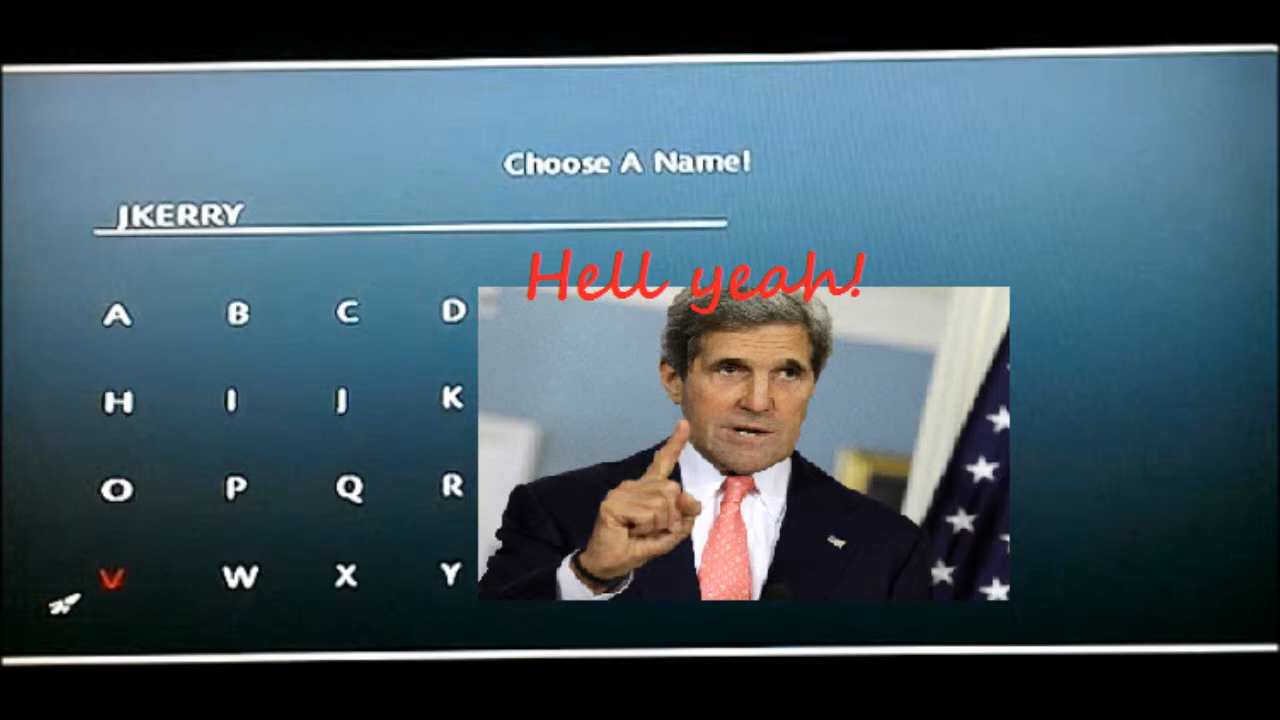 Choose A Name!
JKERRY
Hell yeah!
A B C D
H I J K
O P Q R
V W X Y